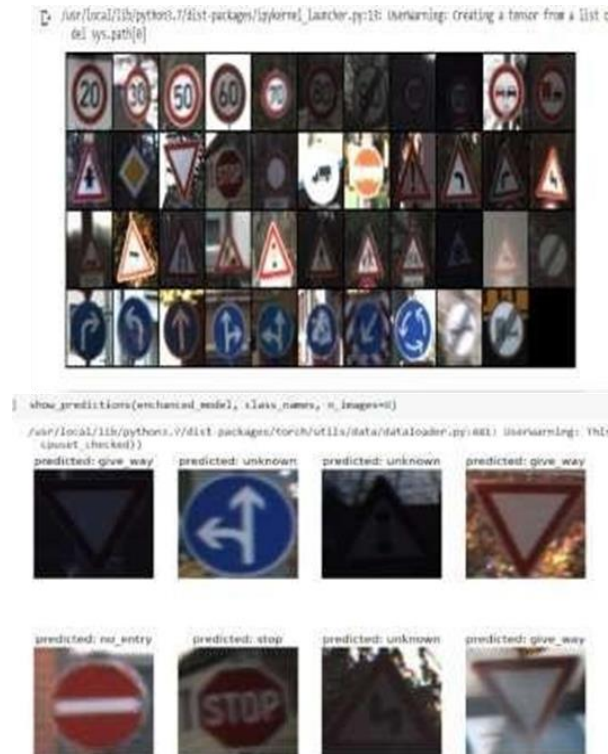 /usr/local/lib/python3.7/dist-packages/ipykernel_launcher.py:13: UserWarning: Creating a tensor from a list o
del sys.path[0]
20 30 50 60 70 80
STOP
show_predictions(enchanced_model, class_names, n_images=8)
/usr/local/lib/python3.7/dist-packages/torch/utils/data/dataloader.py:481: UserWarning: This
cpuset_checked))
predicted: give_way predicted: unknown predicted: unknown predicted: give_way
predicted: no_entry predicted: stop predicted: unknown predicted: give_way
STOP